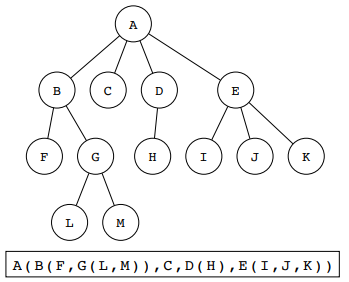 A
B C D E
F G H I J K
L M
A(B(F,G(L,M)),C,D(H),E(I,J,K))